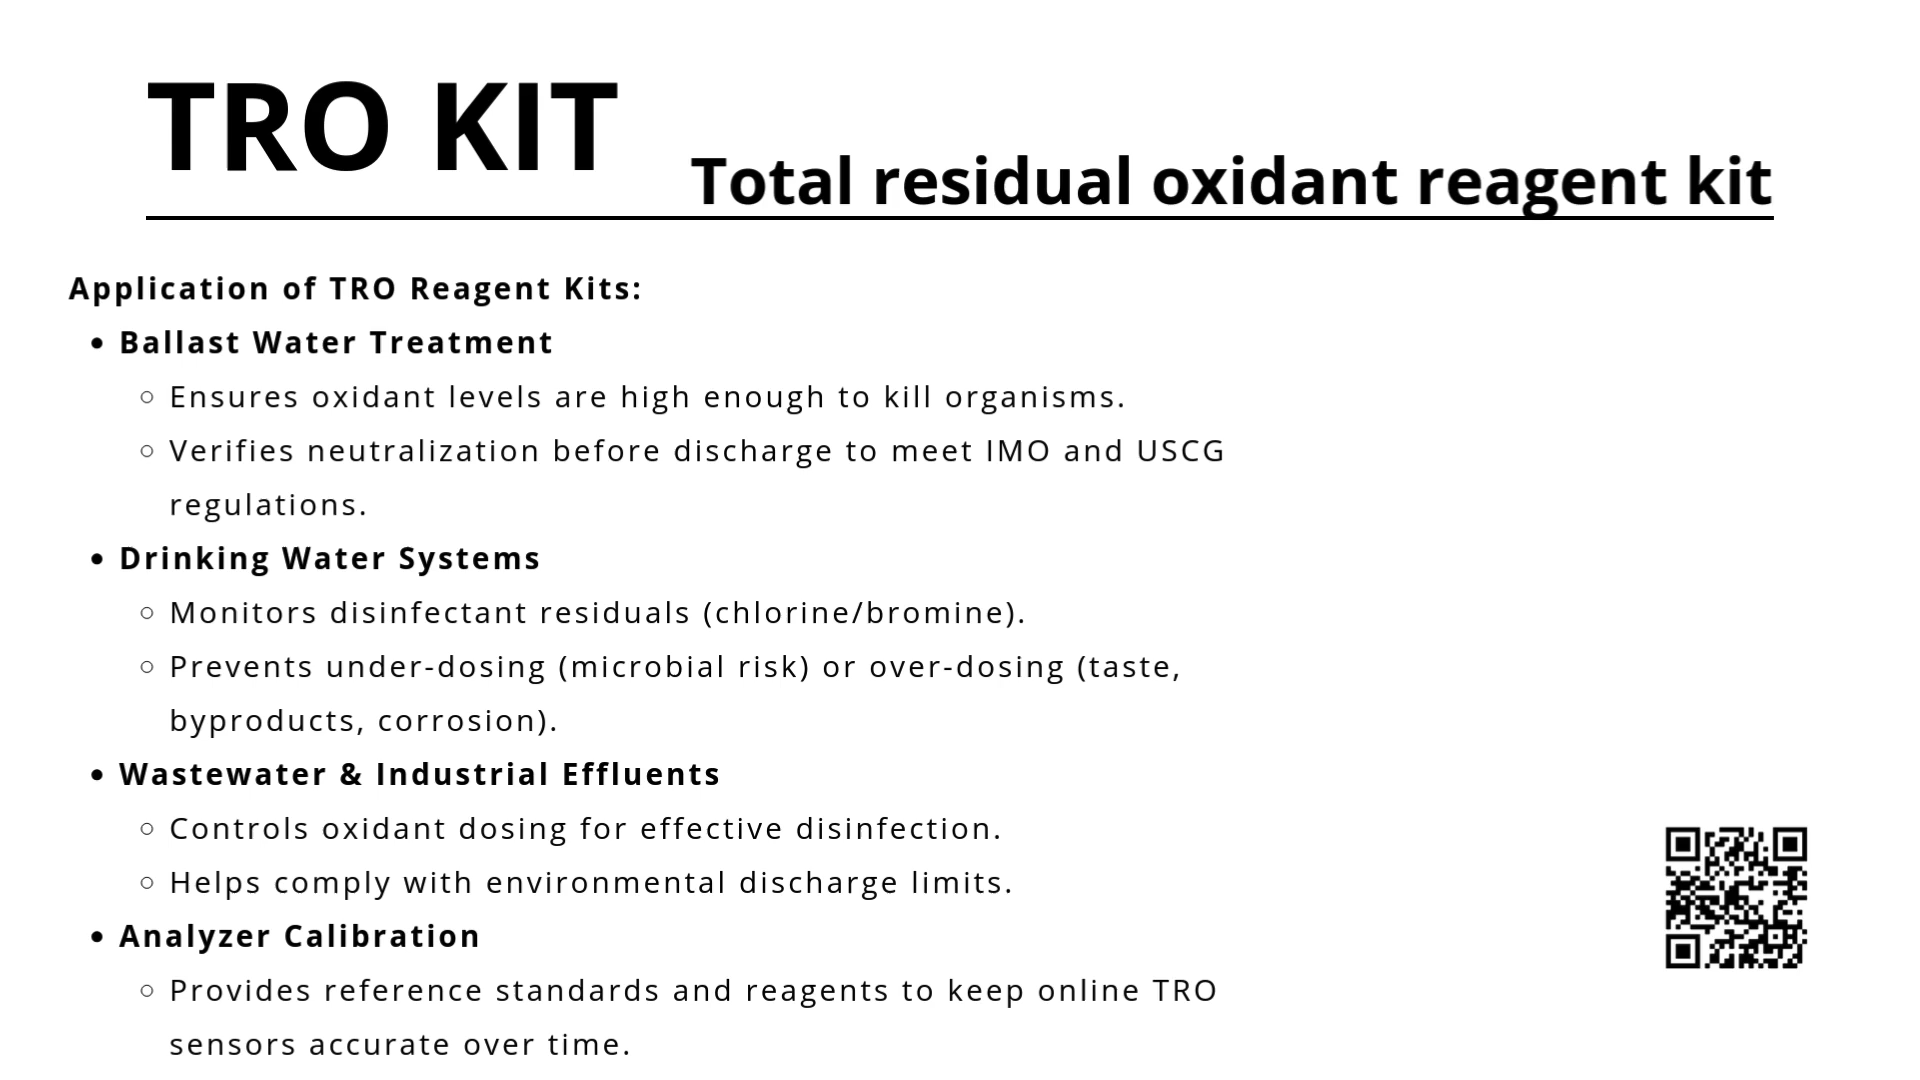 TRO KIT
Total residual oxidant reagent kit
Application of TRO Reagent Kits:
• Ballast Water Treatment
○ Ensures oxidant levels are high enough to kill organisms.
○ Verifies neutralization before discharge to meet IMO and USCG
regulations.
• Drinking Water Systems
○ Monitors disinfectant residuals (chlorine/bromine).
○ Prevents under-dosing (microbial risk) or over-dosing (taste,
byproducts, corrosion).
• Wastewater & Industrial Effluents
○ Controls oxidant dosing for effective disinfection.
○ Helps comply with environmental discharge limits.
• Analyzer Calibration
○ Provides reference standards and reagents to keep online TRO
sensors accurate over time.